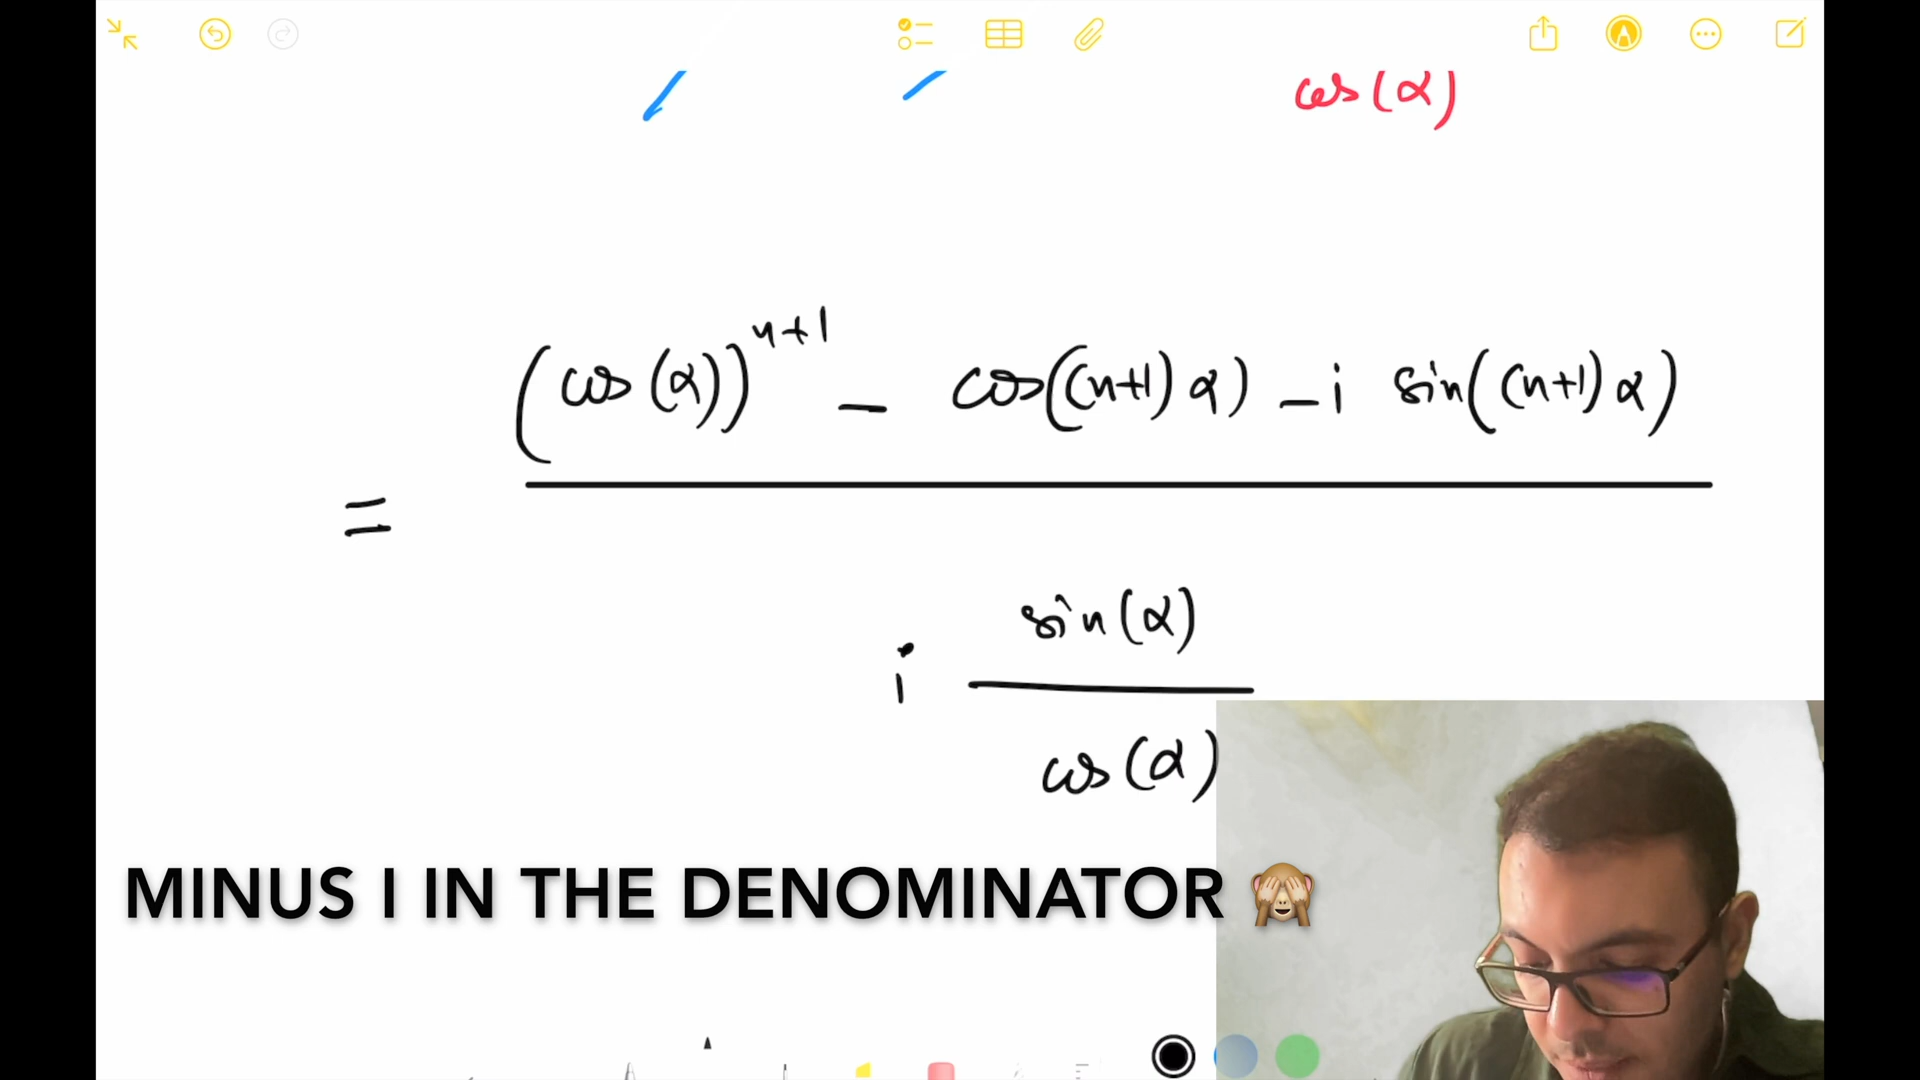 cos(α)
(cos(α))^{n+1} - cos((n+1)α) - i sin((n+1)α)
=
i sin(α)
cos(α)
MINUS I IN THE DENOMINATOR 🙈